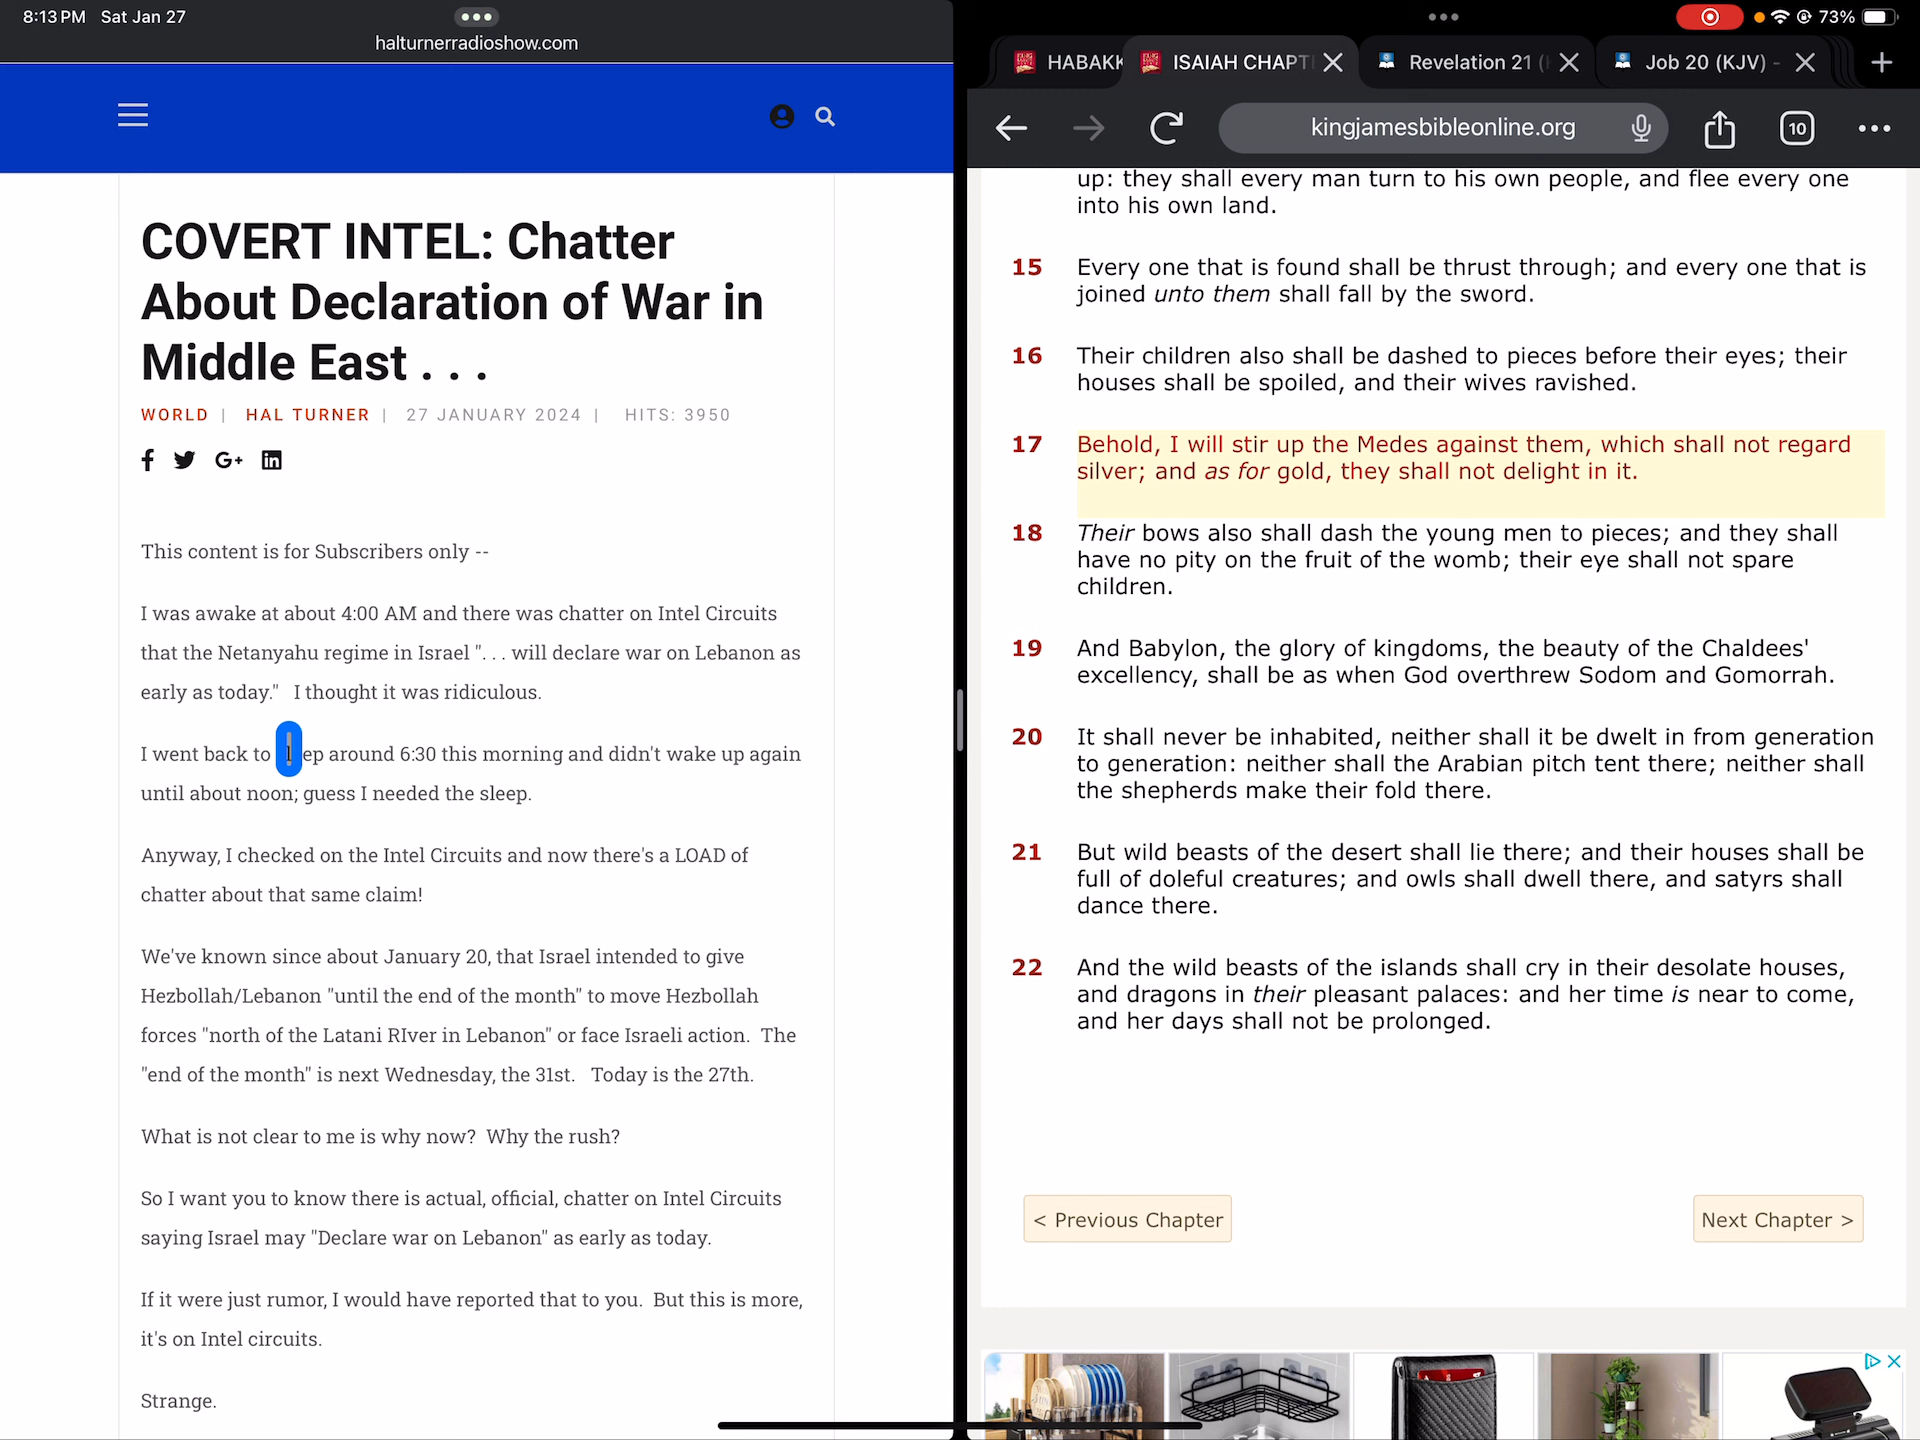 8:13 PM Sat Jan 27
halturnerradioshow.com
COVERT INTEL: Chatter
About Declaration of War in
Middle East . . .
WORLD | HAL TURNER | 27 JANUARY 2024 | HITS: 3950
This content is for Subscribers only --
I was awake at about 4:00 AM and there was chatter on Intel Circuits
that the Netanyahu regime in Israel ". . . will declare war on Lebanon as
early as today." I thought it was ridiculous.
I went back to ep around 6:30 this morning and didn't wake up again
until about noon; guess I needed the sleep.
Anyway, I checked on the Intel Circuits and now there's a LOAD of
chatter about that same claim!
We've known since about January 20, that Israel intended to give
Hezbollah/Lebanon "until the end of the month" to move Hezbollah
forces "north of the Latani RIver in Lebanon" or face Israeli action. The
"end of the month" is next Wednesday, the 31st. Today is the 27th.
What is not clear to me is why now? Why the rush?
So I want you to know there is actual, official, chatter on Intel Circuits
saying Israel may "Declare war on Lebanon" as early as today.
If it were just rumor, I would have reported that to you. But this is more,
it's on Intel circuits.
Strange.
73%
HABAKK ISAIAH CHAPT Revelation 21 ( Job 20 (KJV) -
kingjamesbibleonline.org
10
up: they shall every man turn to his own people, and flee every one
into his own land.
15 Every one that is found shall be thrust through; and every one that is
joined unto them shall fall by the sword.
16 Their children also shall be dashed to pieces before their eyes; their
houses shall be spoiled, and their wives ravished.
17 Behold, I will stir up the Medes against them, which shall not regard
silver; and as for gold, they shall not delight in it.
18 Their bows also shall dash the young men to pieces; and they shall
have no pity on the fruit of the womb; their eye shall not spare
children.
19 And Babylon, the glory of kingdoms, the beauty of the Chaldees'
excellency, shall be as when God overthrew Sodom and Gomorrah.
20 It shall never be inhabited, neither shall it be dwelt in from generation
to generation: neither shall the Arabian pitch tent there; neither shall
the shepherds make their fold there.
21 But wild beasts of the desert shall lie there; and their houses shall be
full of doleful creatures; and owls shall dwell there, and satyrs shall
dance there.
22 And the wild beasts of the islands shall cry in their desolate houses,
and dragons in their pleasant palaces: and her time is near to come,
and her days shall not be prolonged.
< Previous Chapter
Next Chapter >